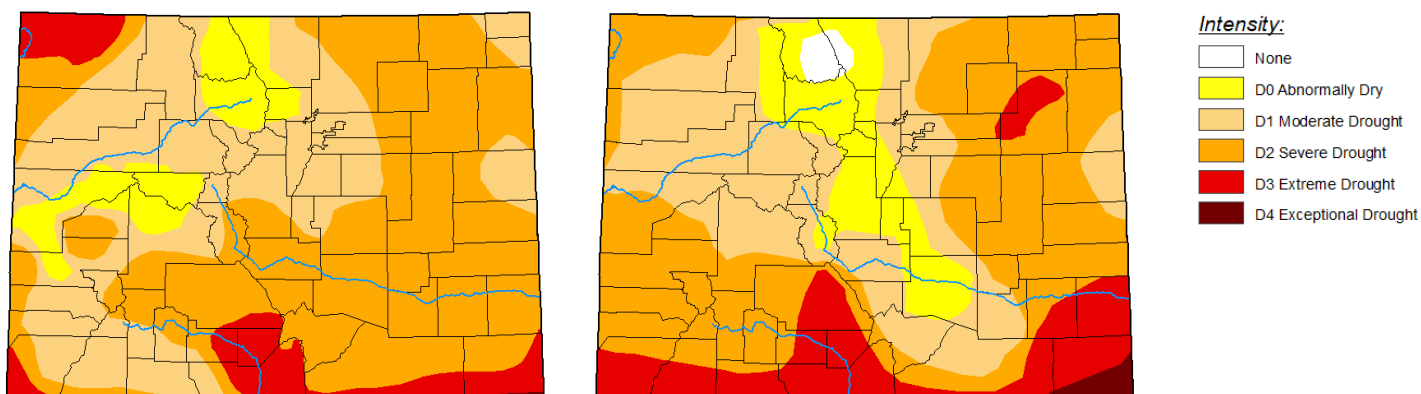 Intensity:
None
D0 Abnormally Dry
D1 Moderate Drought
D2 Severe Drought
D3 Extreme Drought
D4 Exceptional Drought